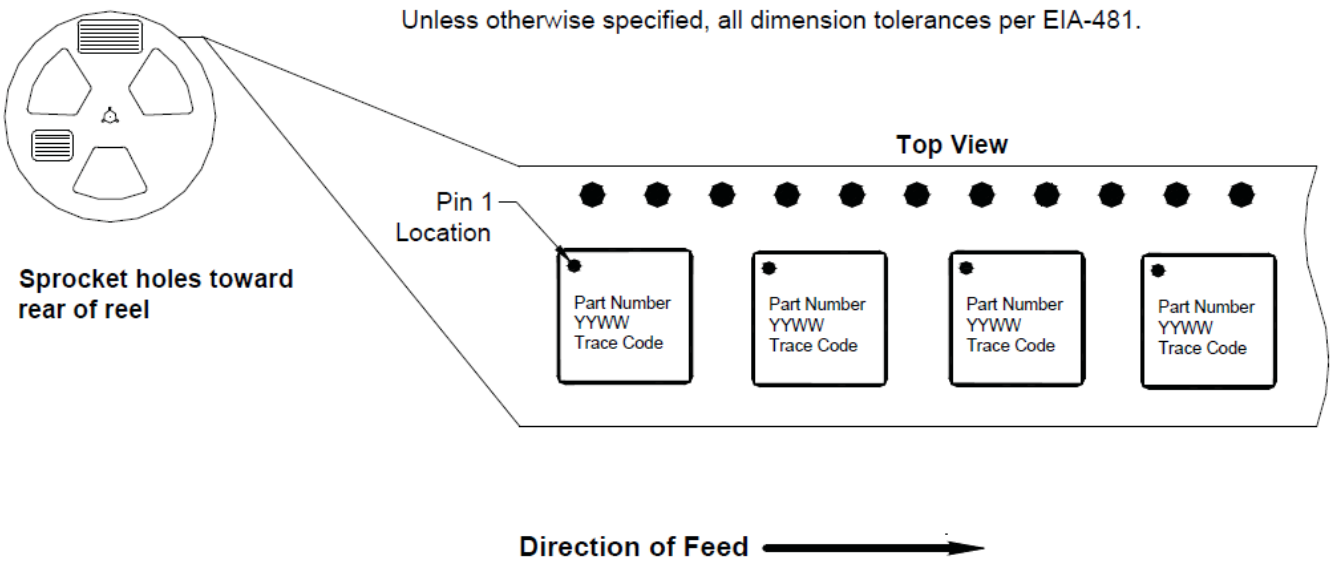 Unless otherwise specified, all dimension tolerances per EIA-481.
Top View
Pin 1
Location
Sprocket holes toward
rear of reel
Part Number
YYWW
Trace Code
Part Number
YYWW
Trace Code
Part Number
YYWW
Trace Code
Part Number
YYWW
Trace Code
Direction of Feed